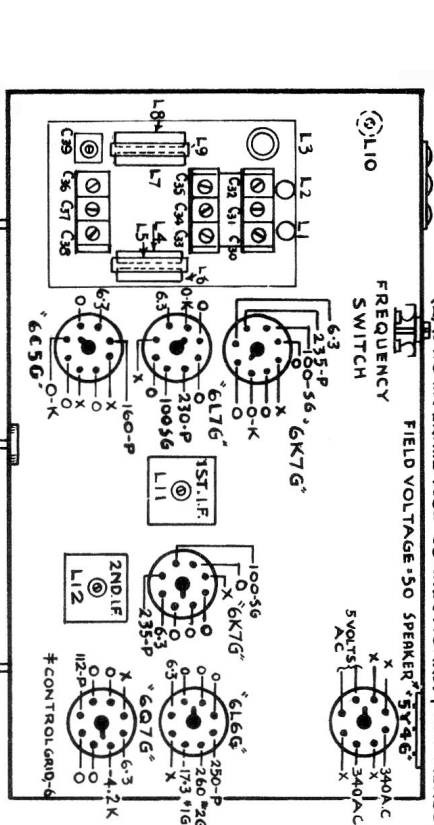 L10
L8
C39
L9
L3
L7
L2
C36
C35
C32
C37
C34
C31
L1
C38
C33
C30
L5
L4
L6
FREQUENCY
SWITCH
FIELD VOLTAGE=50 SPEAKER
"6C5G"
6.3
O
O-K
O
O
X
X
160-P
"6L7G"
6.3
O-K
O
X
O
100SG
230-P
O
"6K7G"
6.3
235-P
100-SG
O
O
O-K
O
X
1ST. I.F.
L11
2ND. I.F
L12
"6K7G"
100-SG
O
X
235-P
6.3
O
O
O
"5Y4G"
5 VOLTS
A.C
X
X
X
340 A.C
X
340 A.C
X
"6Q7G"
112-P
O
O
X
O
O
-4.2K
6.3
*CONTROL GRID-6
"6L6G"
6.3
O
O
O
X
-17.3 #1G
260 #2G
250-P